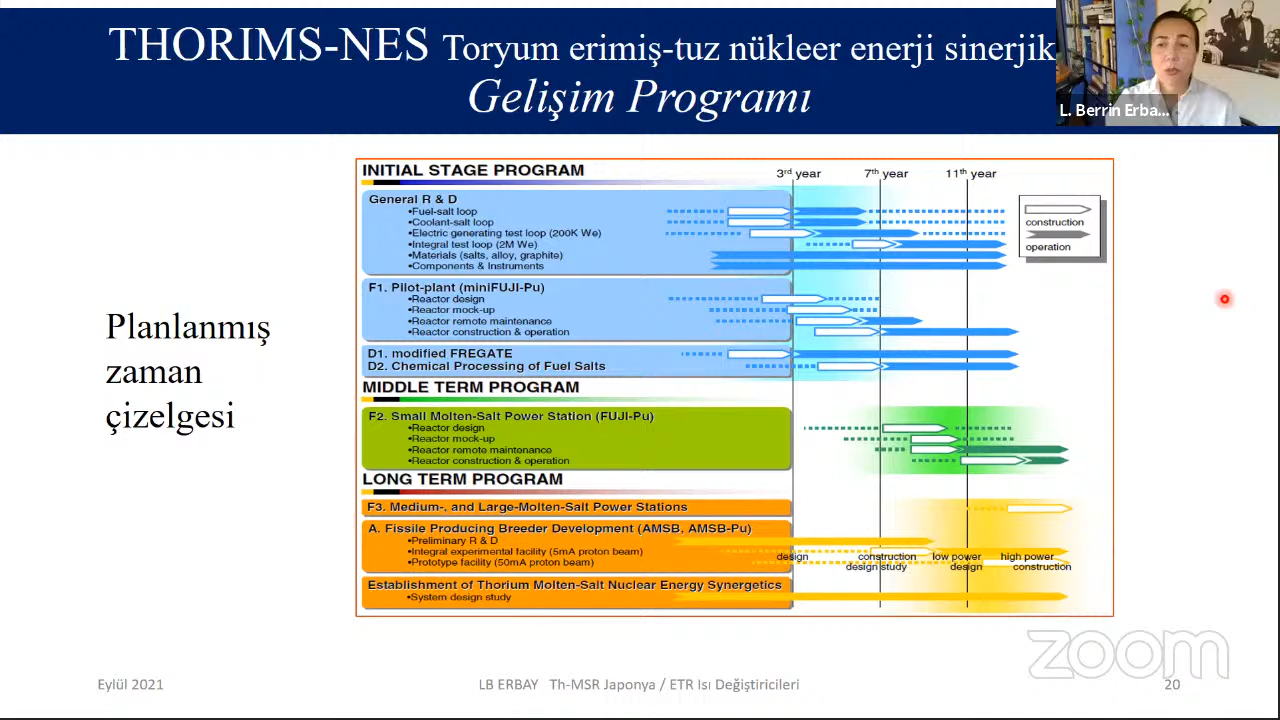 THORIMS-NES Toryum erimiş-tuz nükleer enerji sinerjik
Gelişim Programı
L. Berrin Erba...
Planlanmış
zaman
çizelgesi
INITIAL STAGE PROGRAM
3rd year
7th year
11th year
General R & D
•Fuel-salt loop
•Coolant-salt loop
•Electric generating test loop (200K We)
•Integral test loop (2M We)
•Materials (salts, alloy, graphite)
•Components & Instruments
construction
operation
F1. Pilot-plant (miniFUJI-Pu)
•Reactor design
•Reactor mock-up
•Reactor remote maintenance
•Reactor construction & operation
D1. modified FREGATE
D2. Chemical Processing of Fuel Salts
MIDDLE TERM PROGRAM
F2. Small Molten-Salt Power Station (FUJI-Pu)
•Reactor design
•Reactor mock-up
•Reactor remote maintenance
•Reactor construction & operation
LONG TERM PROGRAM
F3. Medium-, and Large-Molten-Salt Power Stations
A. Fissile Producing Breeder Development (AMSB, AMSB-Pu)
•Preliminary R & D
•Integral experimental facility (5mA proton beam)
•Prototype facility (50mA proton beam)
design
construction
low power
high power
design study
design
construction
Establishment of Thorium Molten-Salt Nuclear Energy Synergetics
•System design study
zoom
Eylül 2021
LB ERBAY Th-MSR Japonya / ETR Isı Değiştiricileri
20